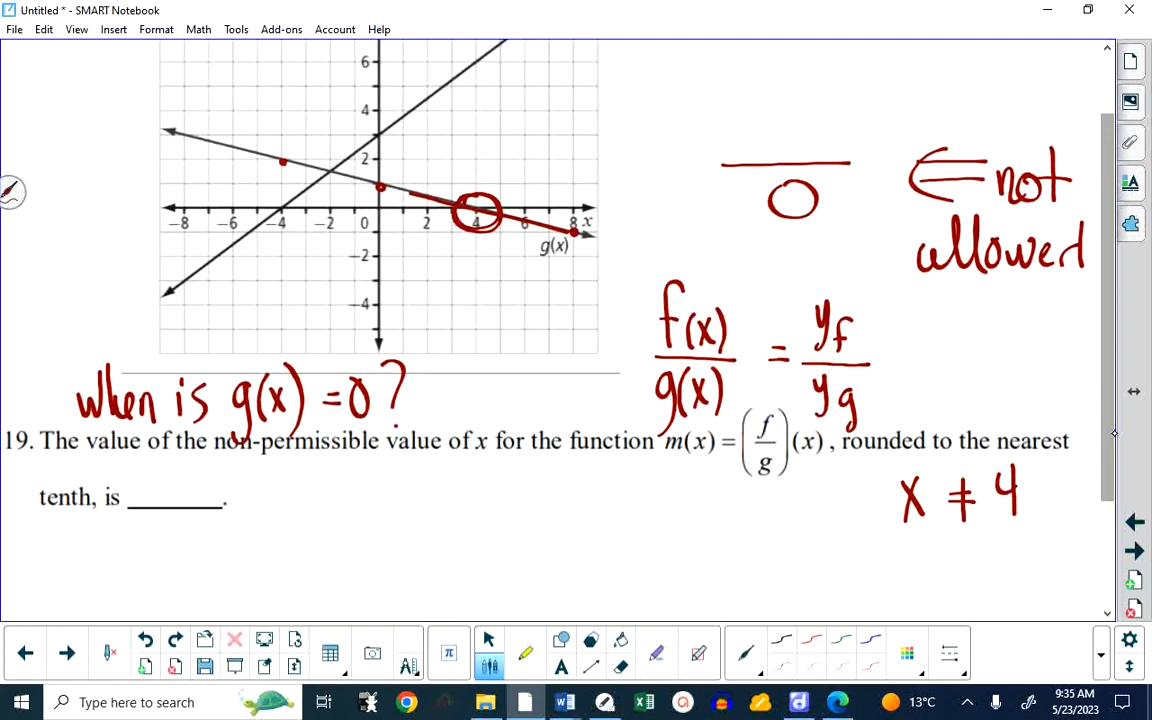 Untitled * - SMART Notebook
File Edit View Insert Format Math Tools Add-ons Account Help
6
4
2
-8 -6 -4 -2 0 2 4 6 8 x
g(x)
-2
-4
0 ⇐ not
allowed
f(x) / g(x) = yf / yg
when is g(x) = 0?
19. The value of the non-permissible value of x for the function m(x) = (f/g)(x), rounded to the nearest
tenth, is ________.
x ≠ 4
π
A
Type here to search
13°C
9:35 AM
5/23/2023